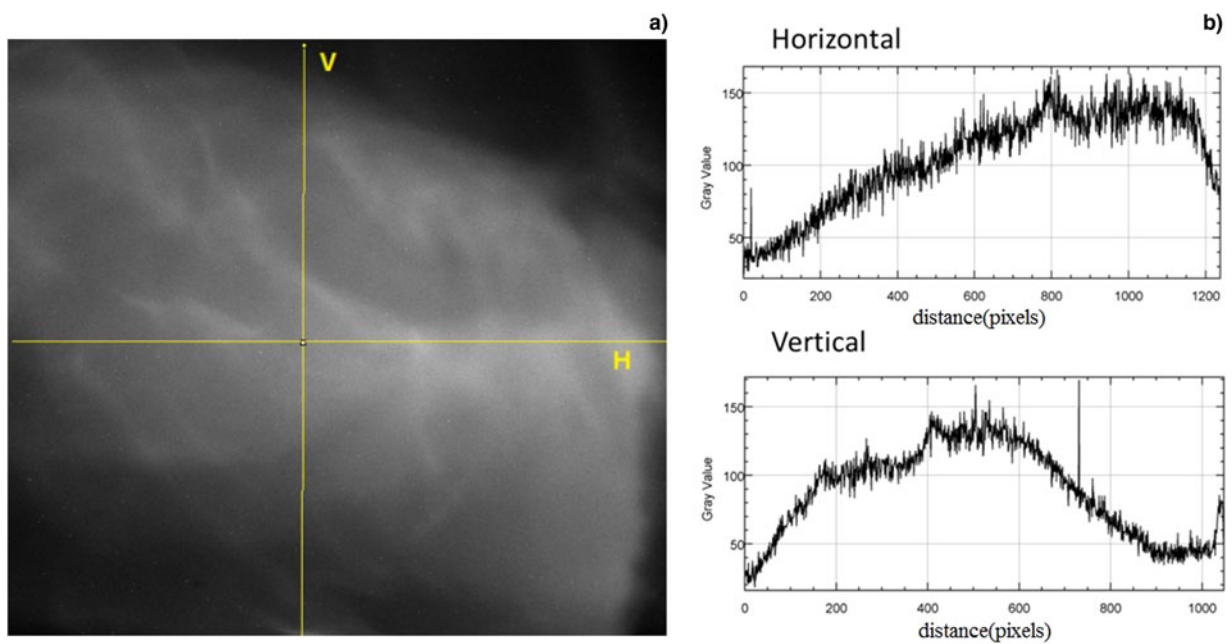 a)
V
H
b)
Horizontal
150
100
50
Gray Value
0 200 400 600 800 1000 1200
distance(pixels)
Vertical
150
100
50
Gray Value
0 200 400 600 800 1000
distance(pixels)